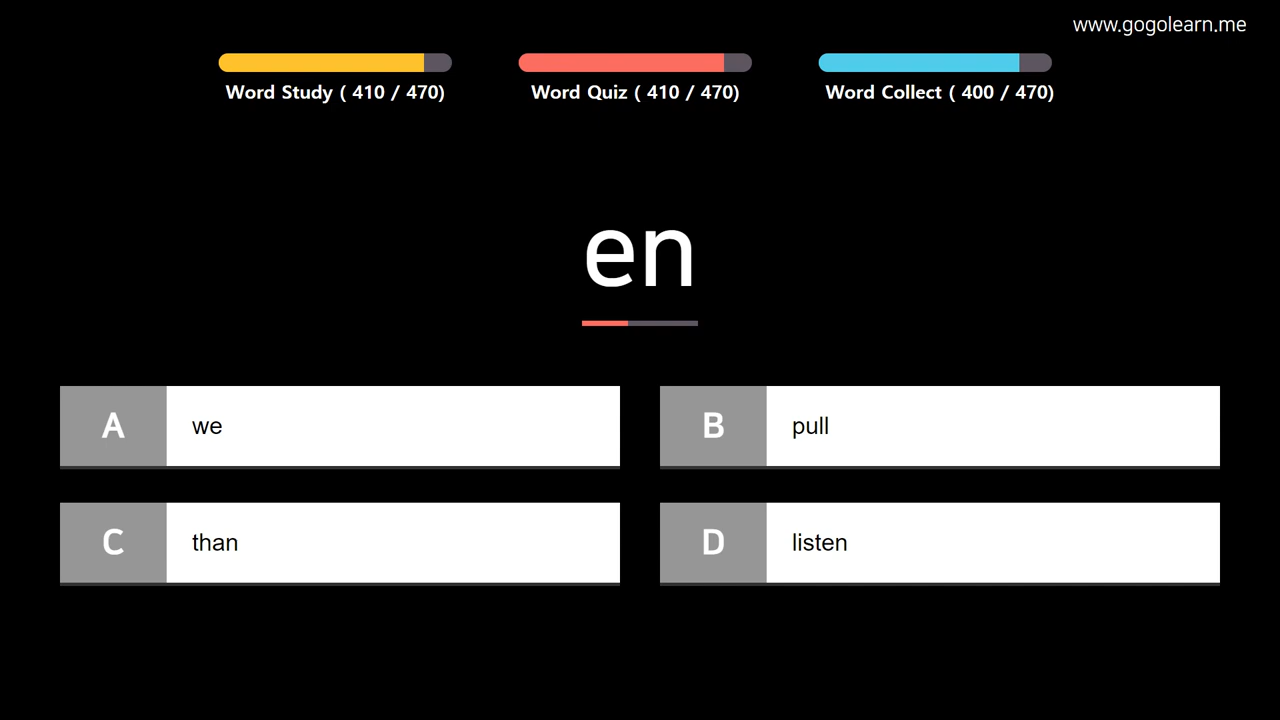 www.gogolearn.me
Word Study ( 410 / 470)
Word Quiz ( 410 / 470)
Word Collect ( 400 / 470)
en
A we
B pull
C than
D listen